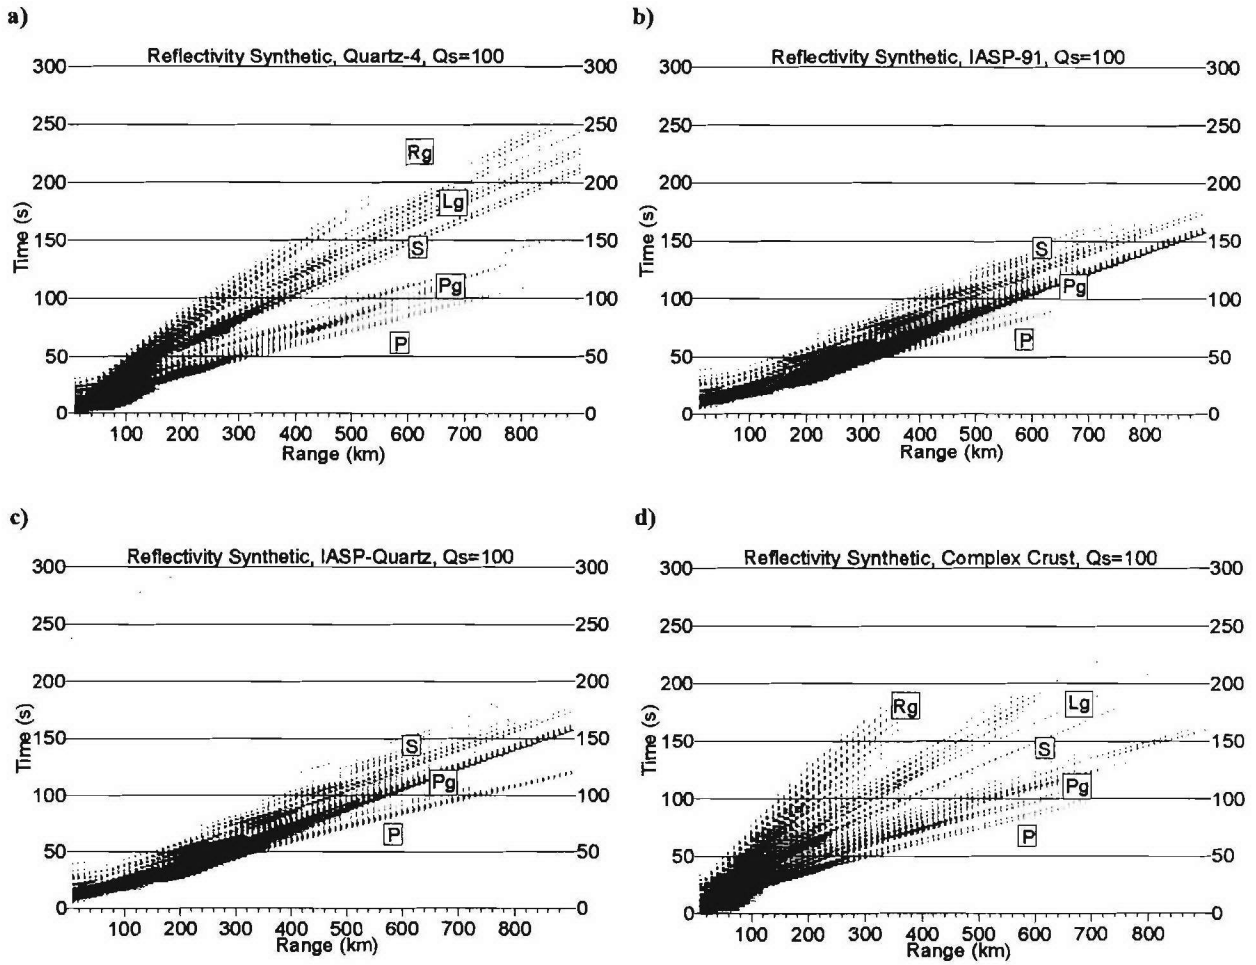 a)
Reflectivity Synthetic, Quartz-4, Qs=100
300 300
250 250
Rg
200 200
Lg
S
150 150
Pg
100 100
P
50 50
0 0
100 200 300 400 500 600 700 800
Time (s)
Range (km)
b)
Reflectivity Synthetic, IASP-91, Qs=100
300 300
250 250
200 200
150 150
S
Pg
100 100
P
50 50
0 0
100 200 300 400 500 600 700 800
Time (s)
Range (km)
c)
Reflectivity Synthetic, IASP-Quartz, Qs=100
300 300
250 250
200 200
150 150
S
Pg
100 100
P
50 50
0 0
100 200 300 400 500 600 700 800
Time (s)
Range (km)
d)
Reflectivity Synthetic, Complex Crust, Qs=100
300 300
250 250
200 200
Rg Lg
150 150
S
Pg
100 100
P
50 50
0 0
100 200 300 400 500 600 700 800
Time (s)
Range (km)